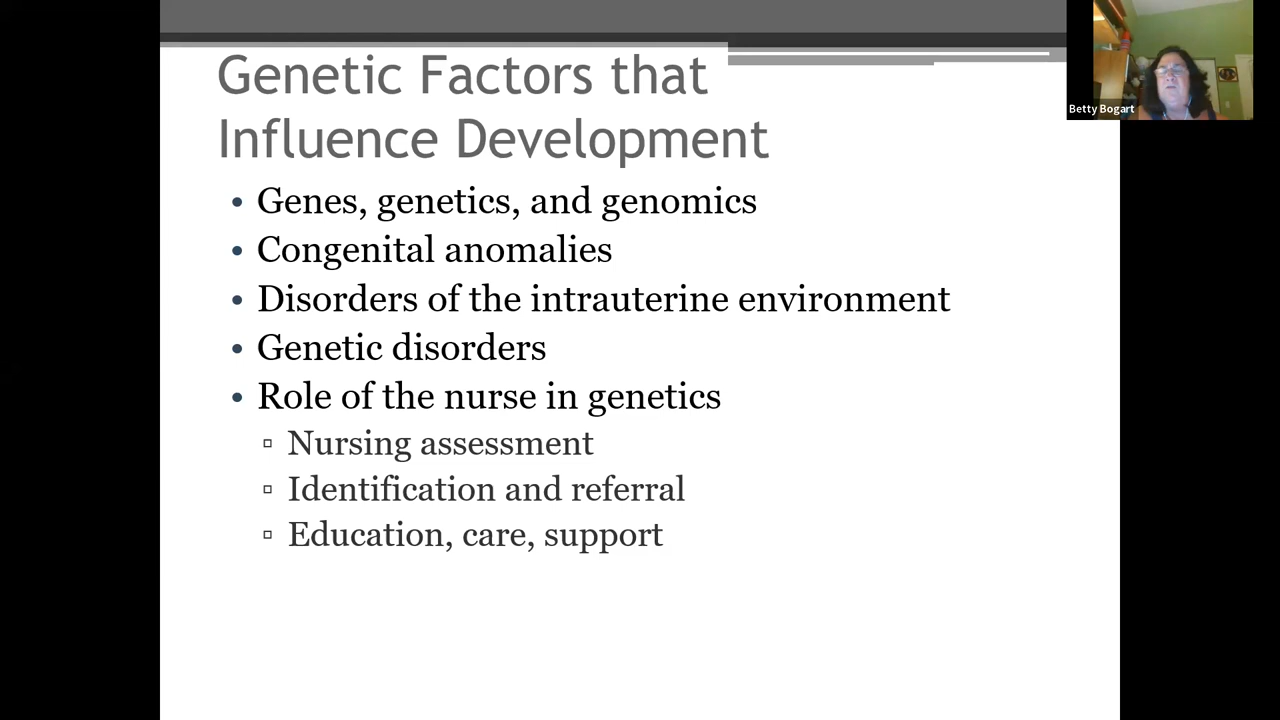 Genetic Factors that
Influence Development
• Genes, genetics, and genomics
• Congenital anomalies
• Disorders of the intrauterine environment
• Genetic disorders
• Role of the nurse in genetics
▫ Nursing assessment
▫ Identification and referral
▫ Education, care, support
Betty Bogart